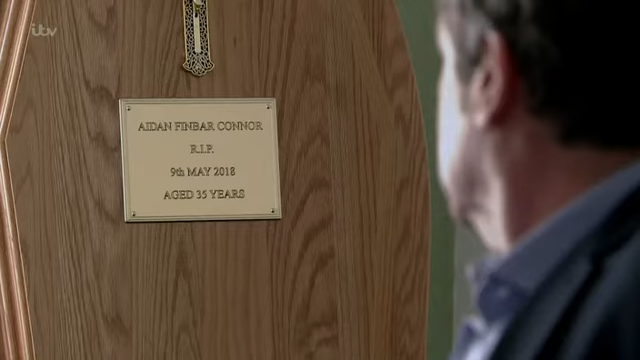 itv
AIDAN FINBAR CONNOR
R.I.P.
9th MAY 2018
AGED 35 YEARS